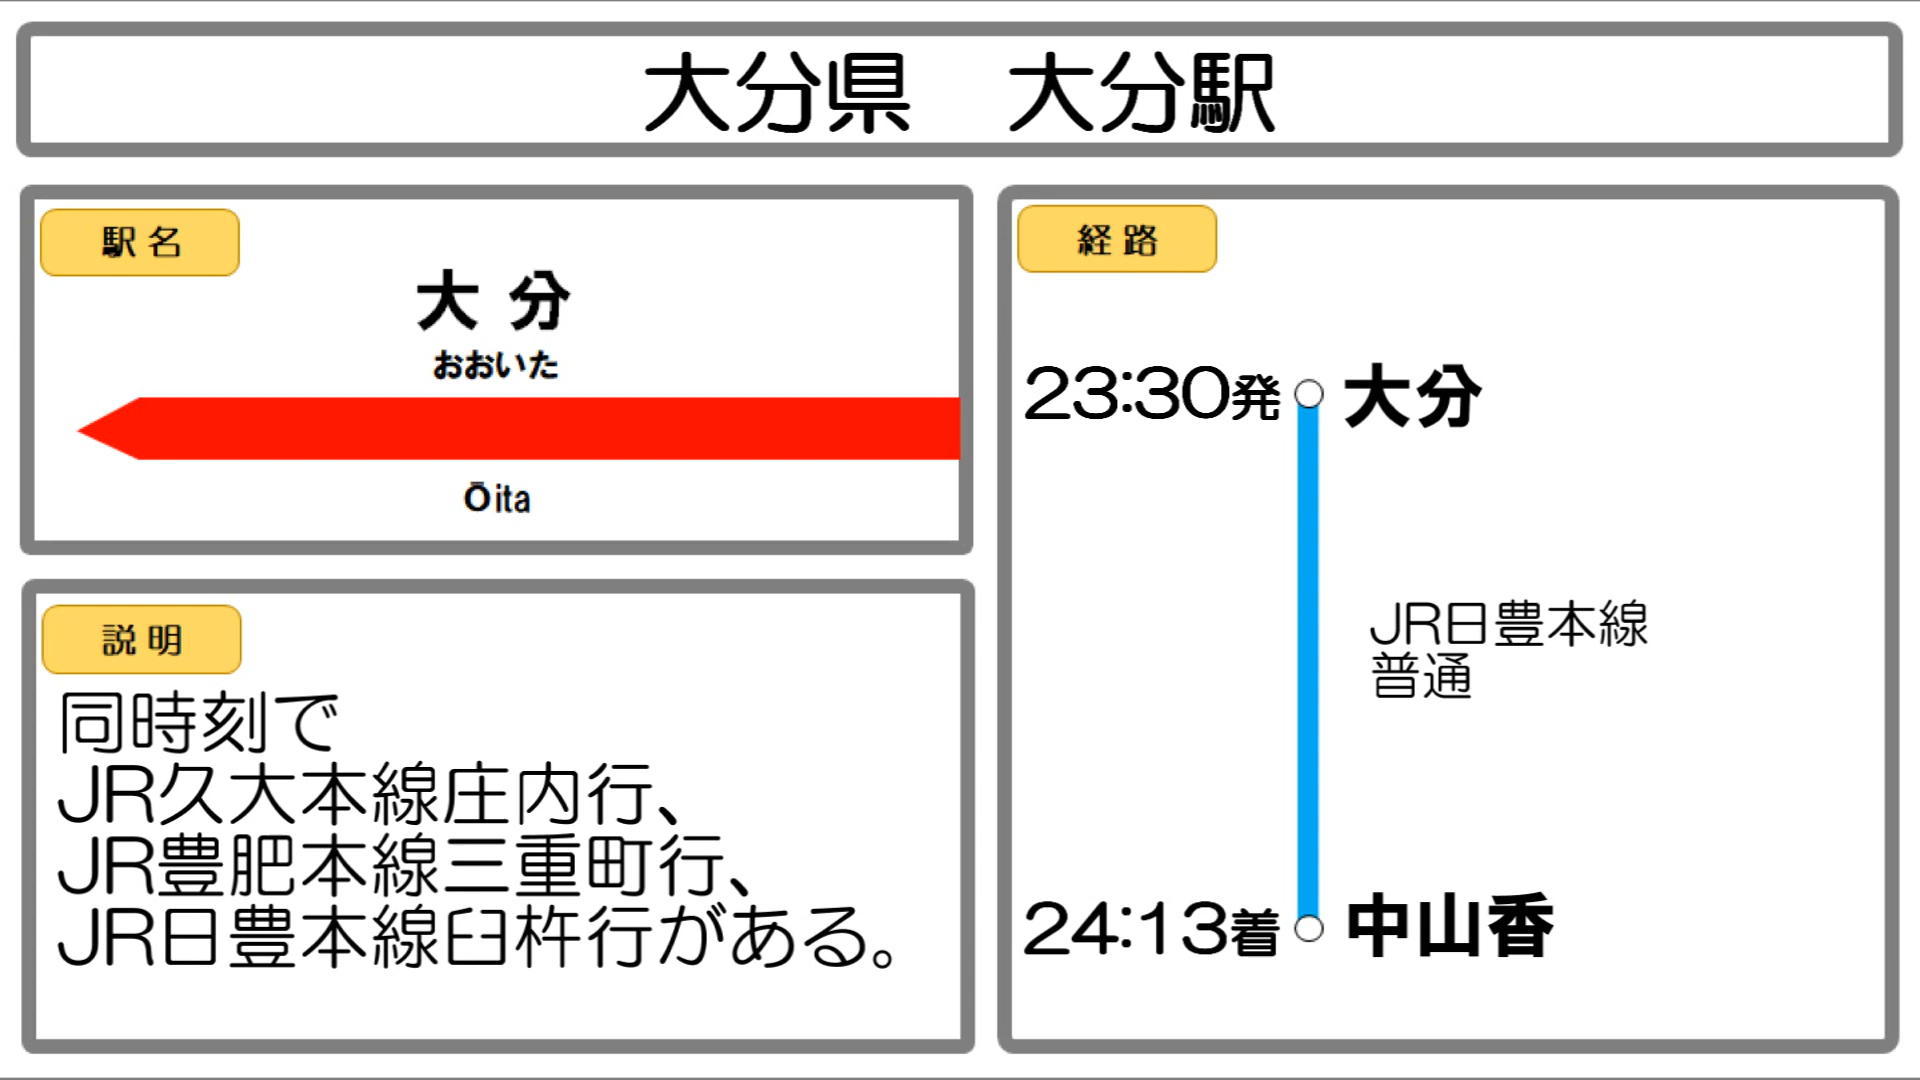 大分県　大分駅
駅名
大分
おおいた
Ōita
説明
同時刻で
JR久大本線庄内行、
JR豊肥本線三重町行、
JR日豊本線臼杵行がある。
経路
23:30発 大分
JR日豊本線
普通
24:13着 中山香